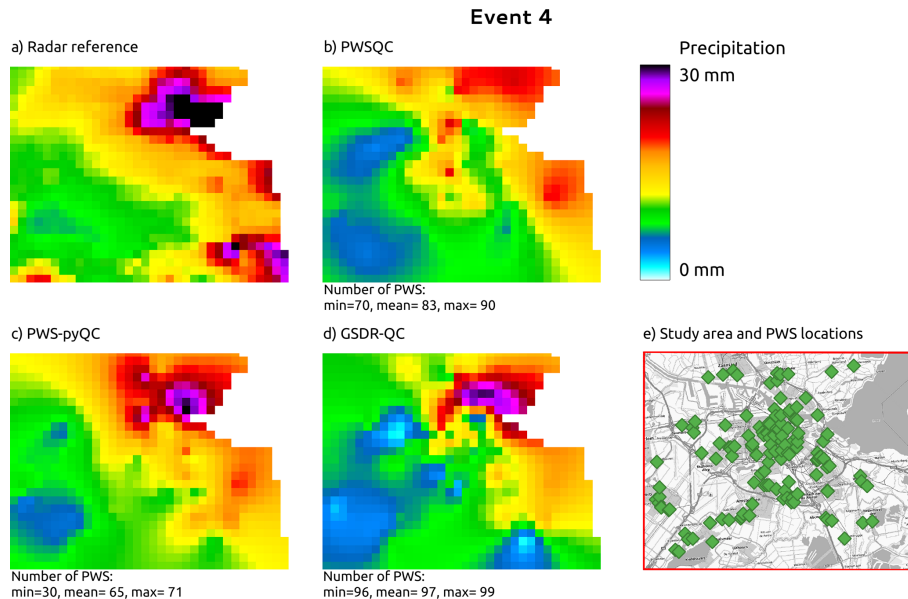 Event 4
a) Radar reference
b) PWSQC
Precipitation
30 mm
0 mm
Number of PWS:
min=70, mean= 83, max= 90
c) PWS-pyQC
d) GSDR-QC
e) Study area and PWS locations
Number of PWS:
min=30, mean= 65, max= 71
Number of PWS:
min=96, mean= 97, max= 99